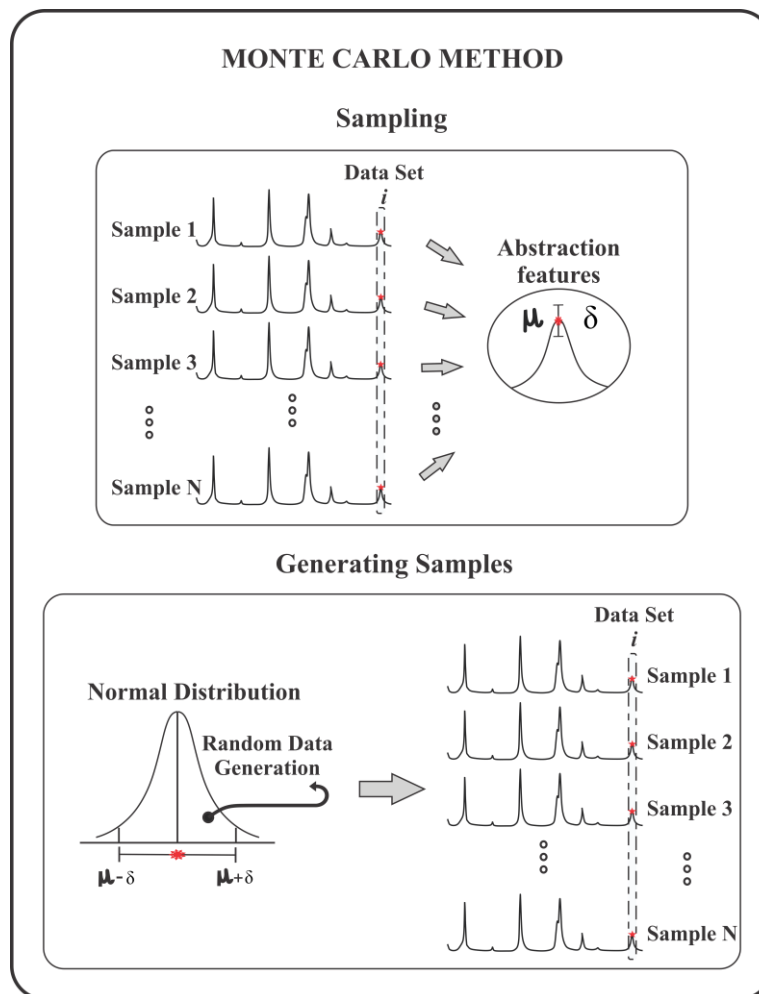 MONTE CARLO METHOD
Sampling
Data Set
i
Sample 1
Sample 2
Sample 3
Sample N
Abstraction
features
μ δ
Generating Samples
Normal Distribution
Random Data
Generation
μ-δ μ+δ
Data Set
i
Sample 1
Sample 2
Sample 3
Sample N